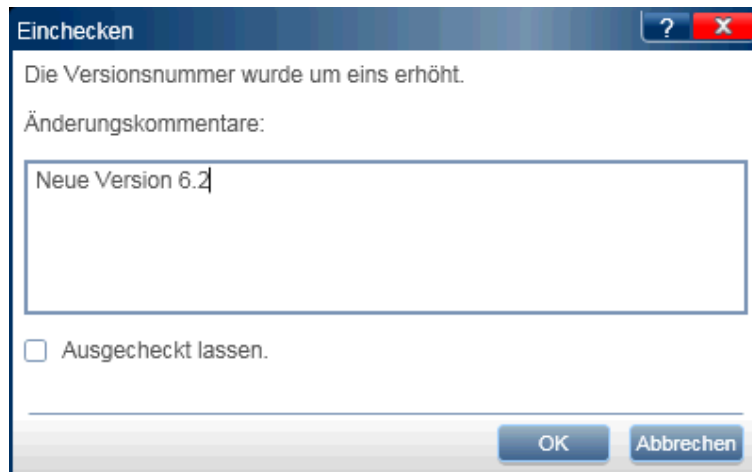 Einchecken
?
x
Die Versionsnummer wurde um eins erhöht.
Änderungskommentare:
Neue Version 6.2
Ausgecheckt lassen.
OK
Abbrechen